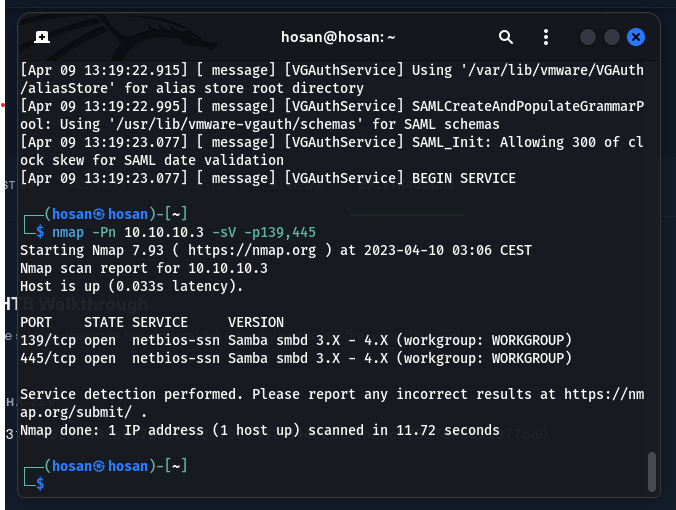 hosan@hosan: ~
[Apr 09 13:19:22.915] [ message] [VGAuthService] Using '/var/lib/vmware/VGAuth
/aliasStore' for alias store root directory
[Apr 09 13:19:22.995] [ message] [VGAuthService] SAMLCreateAndPopulateGrammarP
ool: Using '/usr/lib/vmware-vgauth/schemas' for SAML schemas
[Apr 09 13:19:23.077] [ message] [VGAuthService] SAML_Init: Allowing 300 of cl
ock skew for SAML date validation
[Apr 09 13:19:23.077] [ message] [VGAuthService] BEGIN SERVICE
┌──(hosan㉿hosan)-[~]
└─$ nmap -Pn 10.10.10.3 -sV -p139,445
Starting Nmap 7.93 ( https://nmap.org ) at 2023-04-10 03:06 CEST
Nmap scan report for 10.10.10.3
Host is up (0.033s latency).
HTB Walkthrough
PORT    STATE SERVICE     VERSION
139/tcp open  netbios-ssn Samba smbd 3.X - 4.X (workgroup: WORKGROUP)
445/tcp open  netbios-ssn Samba smbd 3.X - 4.X (workgroup: WORKGROUP)
Service detection performed. Please report any incorrect results at https://nm
ap.org/submit/ .
Nmap done: 1 IP address (1 host up) scanned in 11.72 seconds
┌──(hosan㉿hosan)-[~]
└─$